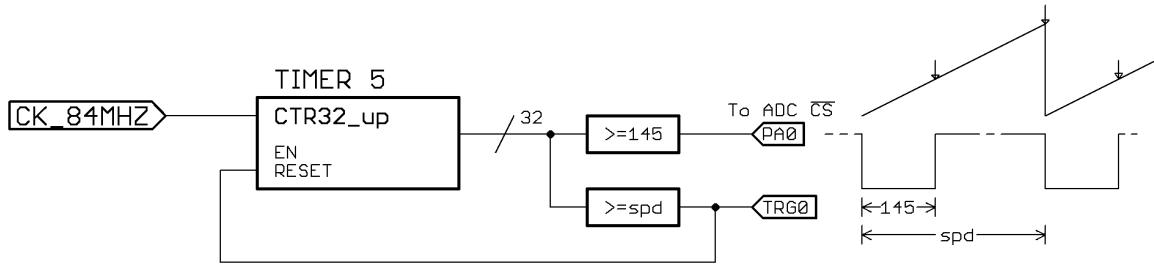 TIMER 5
CK_84MHZ
CTR32_up
EN
RESET
32
>=145
To ADC CS
PA0
>=spd
TRG0
145
spd